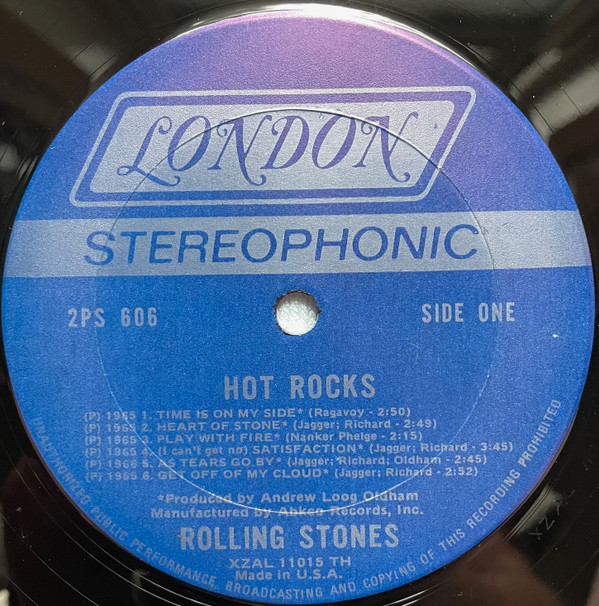 LONDON
STEREOPHONIC
2PS 606
SIDE ONE
HOT ROCKS
(P) 1965 1. TIME IS ON MY SIDE* (Ragavoy - 2:50)
(P) 1965 2. HEART OF STONE* (Jagger; Richard - 2:49)
(P) 1965 3. PLAY WITH FIRE* (Nanker Phelge - 2:15)
(P) 1965 4. (I can't get no) SATISFACTION* (Jagger; Richard - 3:45)
(P) 1966 5. AS TEARS GO BY* (Jagger; Richard, Oldham - 2:45)
(P) 1965 6. GET OFF OF MY CLOUD* (Jagger; Richard - 2:52)
*Produced by Andrew Loog Oldham
Manufactured by Abkco Records, Inc.
ROLLING STONES
XZAL 11015 TH
Made in U.S.A.
UNAUTHORIZED PUBLIC PERFORMANCE, BROADCASTING AND COPYING OF THIS RECORDING PROHIBITED
XZAL